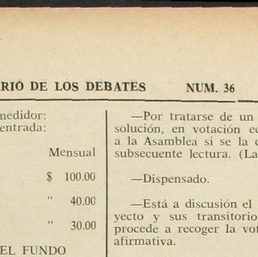 RIO DE LOS DEBATES NUM. 36
medidor:
entrada:
Mensual
$ 100.00
" 40.00
" 30.00
EL FUNDO
—Por tratarse de un
solución, en votación ec
a la Asamblea si se la d
subsecuente lectura. (La
—Dispensado.
—Está a discusión el
yecto y sus transitorio
procede a recoger la vot
afirmativa.